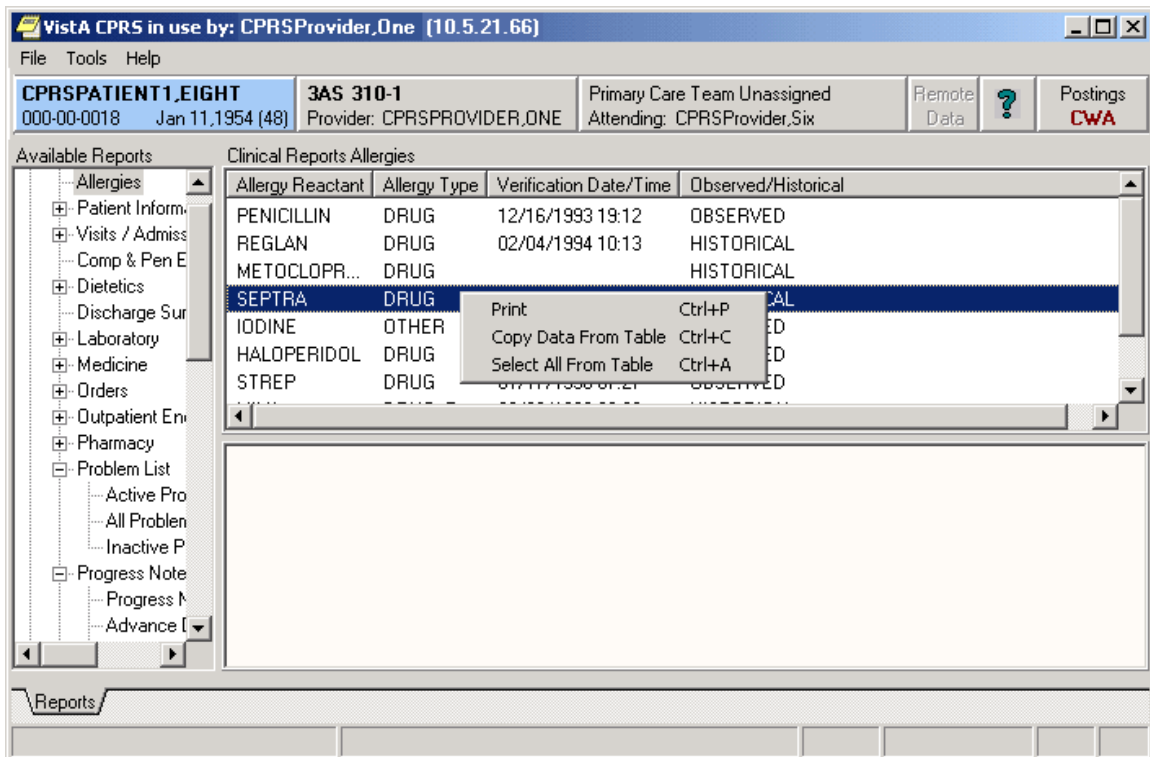 VistA CPRS in use by: CPRSProvider,One (10.5.21.66)
File Tools Help
CPRSPATIENT1,EIGHT
000-00-0018 Jan 11,1954 (48)
3AS 310-1
Provider: CPRSPROVIDER,ONE
Primary Care Team Unassigned
Attending: CPRSProvider,Six
Remote
Data
?
Postings
CWA
Available Reports
Allergies
Patient Informa
Visits / Admiss
Comp & Pen E
Dietetics
Discharge Sur
Laboratory
Medicine
Orders
Outpatient En
Pharmacy
Problem List
Active Pro
All Problem
Inactive P
Progress Note
Progress N
Advance D
Clinical Reports Allergies
Allergy Reactant Allergy Type Verification Date/Time Observed/Historical
PENICILLIN DRUG 12/16/1993 19:12 OBSERVED
REGLAN DRUG 02/04/1994 10:13 HISTORICAL
METOCLOPR... DRUG HISTORICAL
SEPTRA DRUG CAL
IODINE OTHER ED
HALOPERIDOL DRUG ED
STREP DRUG
Print Ctrl+P
Copy Data From Table Ctrl+C
Select All From Table Ctrl+A
Reports